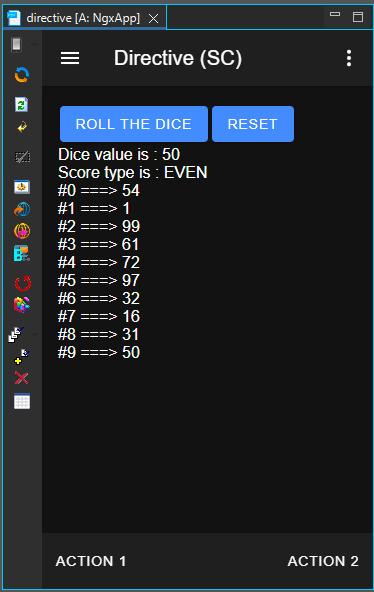 directive [A: NgxApp]
Directive (SC)
ROLL THE DICE RESET
Dice value is : 50
Score type is : EVEN
#0 ===> 54
#1 ===> 1
#2 ===> 99
#3 ===> 61
#4 ===> 72
#5 ===> 97
#6 ===> 32
#7 ===> 16
#8 ===> 31
#9 ===> 50
ACTION 1 ACTION 2